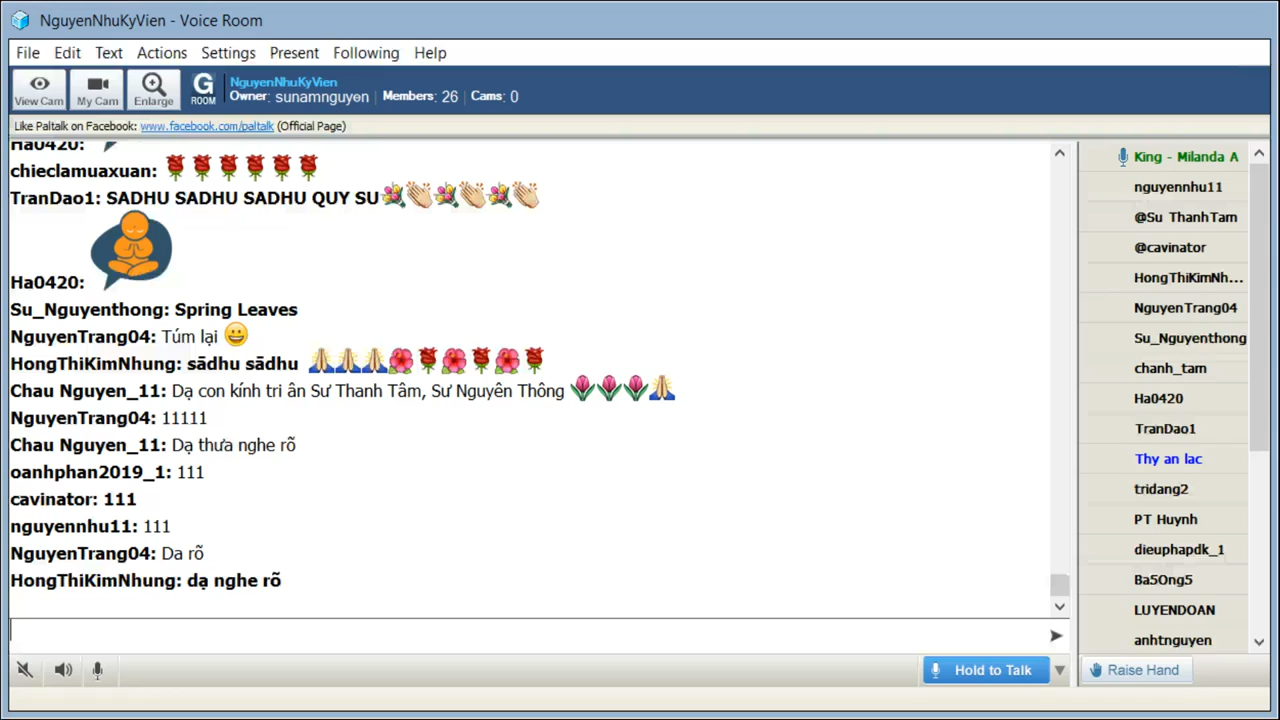 NguyenNhuKyVien - Voice Room
File Edit Text Actions Settings Present Following Help
View Cam My Cam Enlarge G ROOM
NguyenNhuKyVien
Owner: sunamnguyen | Members: 26 | Cams: 0
Like Paltalk on Facebook: www.facebook.com/paltalk (Official Page)
Ha0420:
chieclamuaxuan:
TranDao1: SADHU SADHU SADHU QUY SU
Ha0420:
Su_Nguyenthong: Spring Leaves
NguyenTrang04: Túm lại
HongThiKimNhung: sādhu sādhu
Chau Nguyen_11: Dạ con kính tri ân Sư Thanh Tâm, Sư Nguyên Thông
NguyenTrang04: 11111
Chau Nguyen_11: Dạ thưa nghe rõ
oanhphan2019_1: 111
cavinator: 111
nguyennhu11: 111
NguyenTrang04: Da rõ
HongThiKimNhung: dạ nghe rõ
King - Milanda A
nguyennhu11
@Su ThanhTam
@cavinator
HongThiKimNh...
NguyenTrang04
Su_Nguyenthong
chanh_tam
Ha0420
TranDao1
Thy an lac
tridang2
PT Huynh
dieuphapdk_1
Ba5Ong5
LUYENDOAN
anhtnguyen
Hold to Talk
Raise Hand